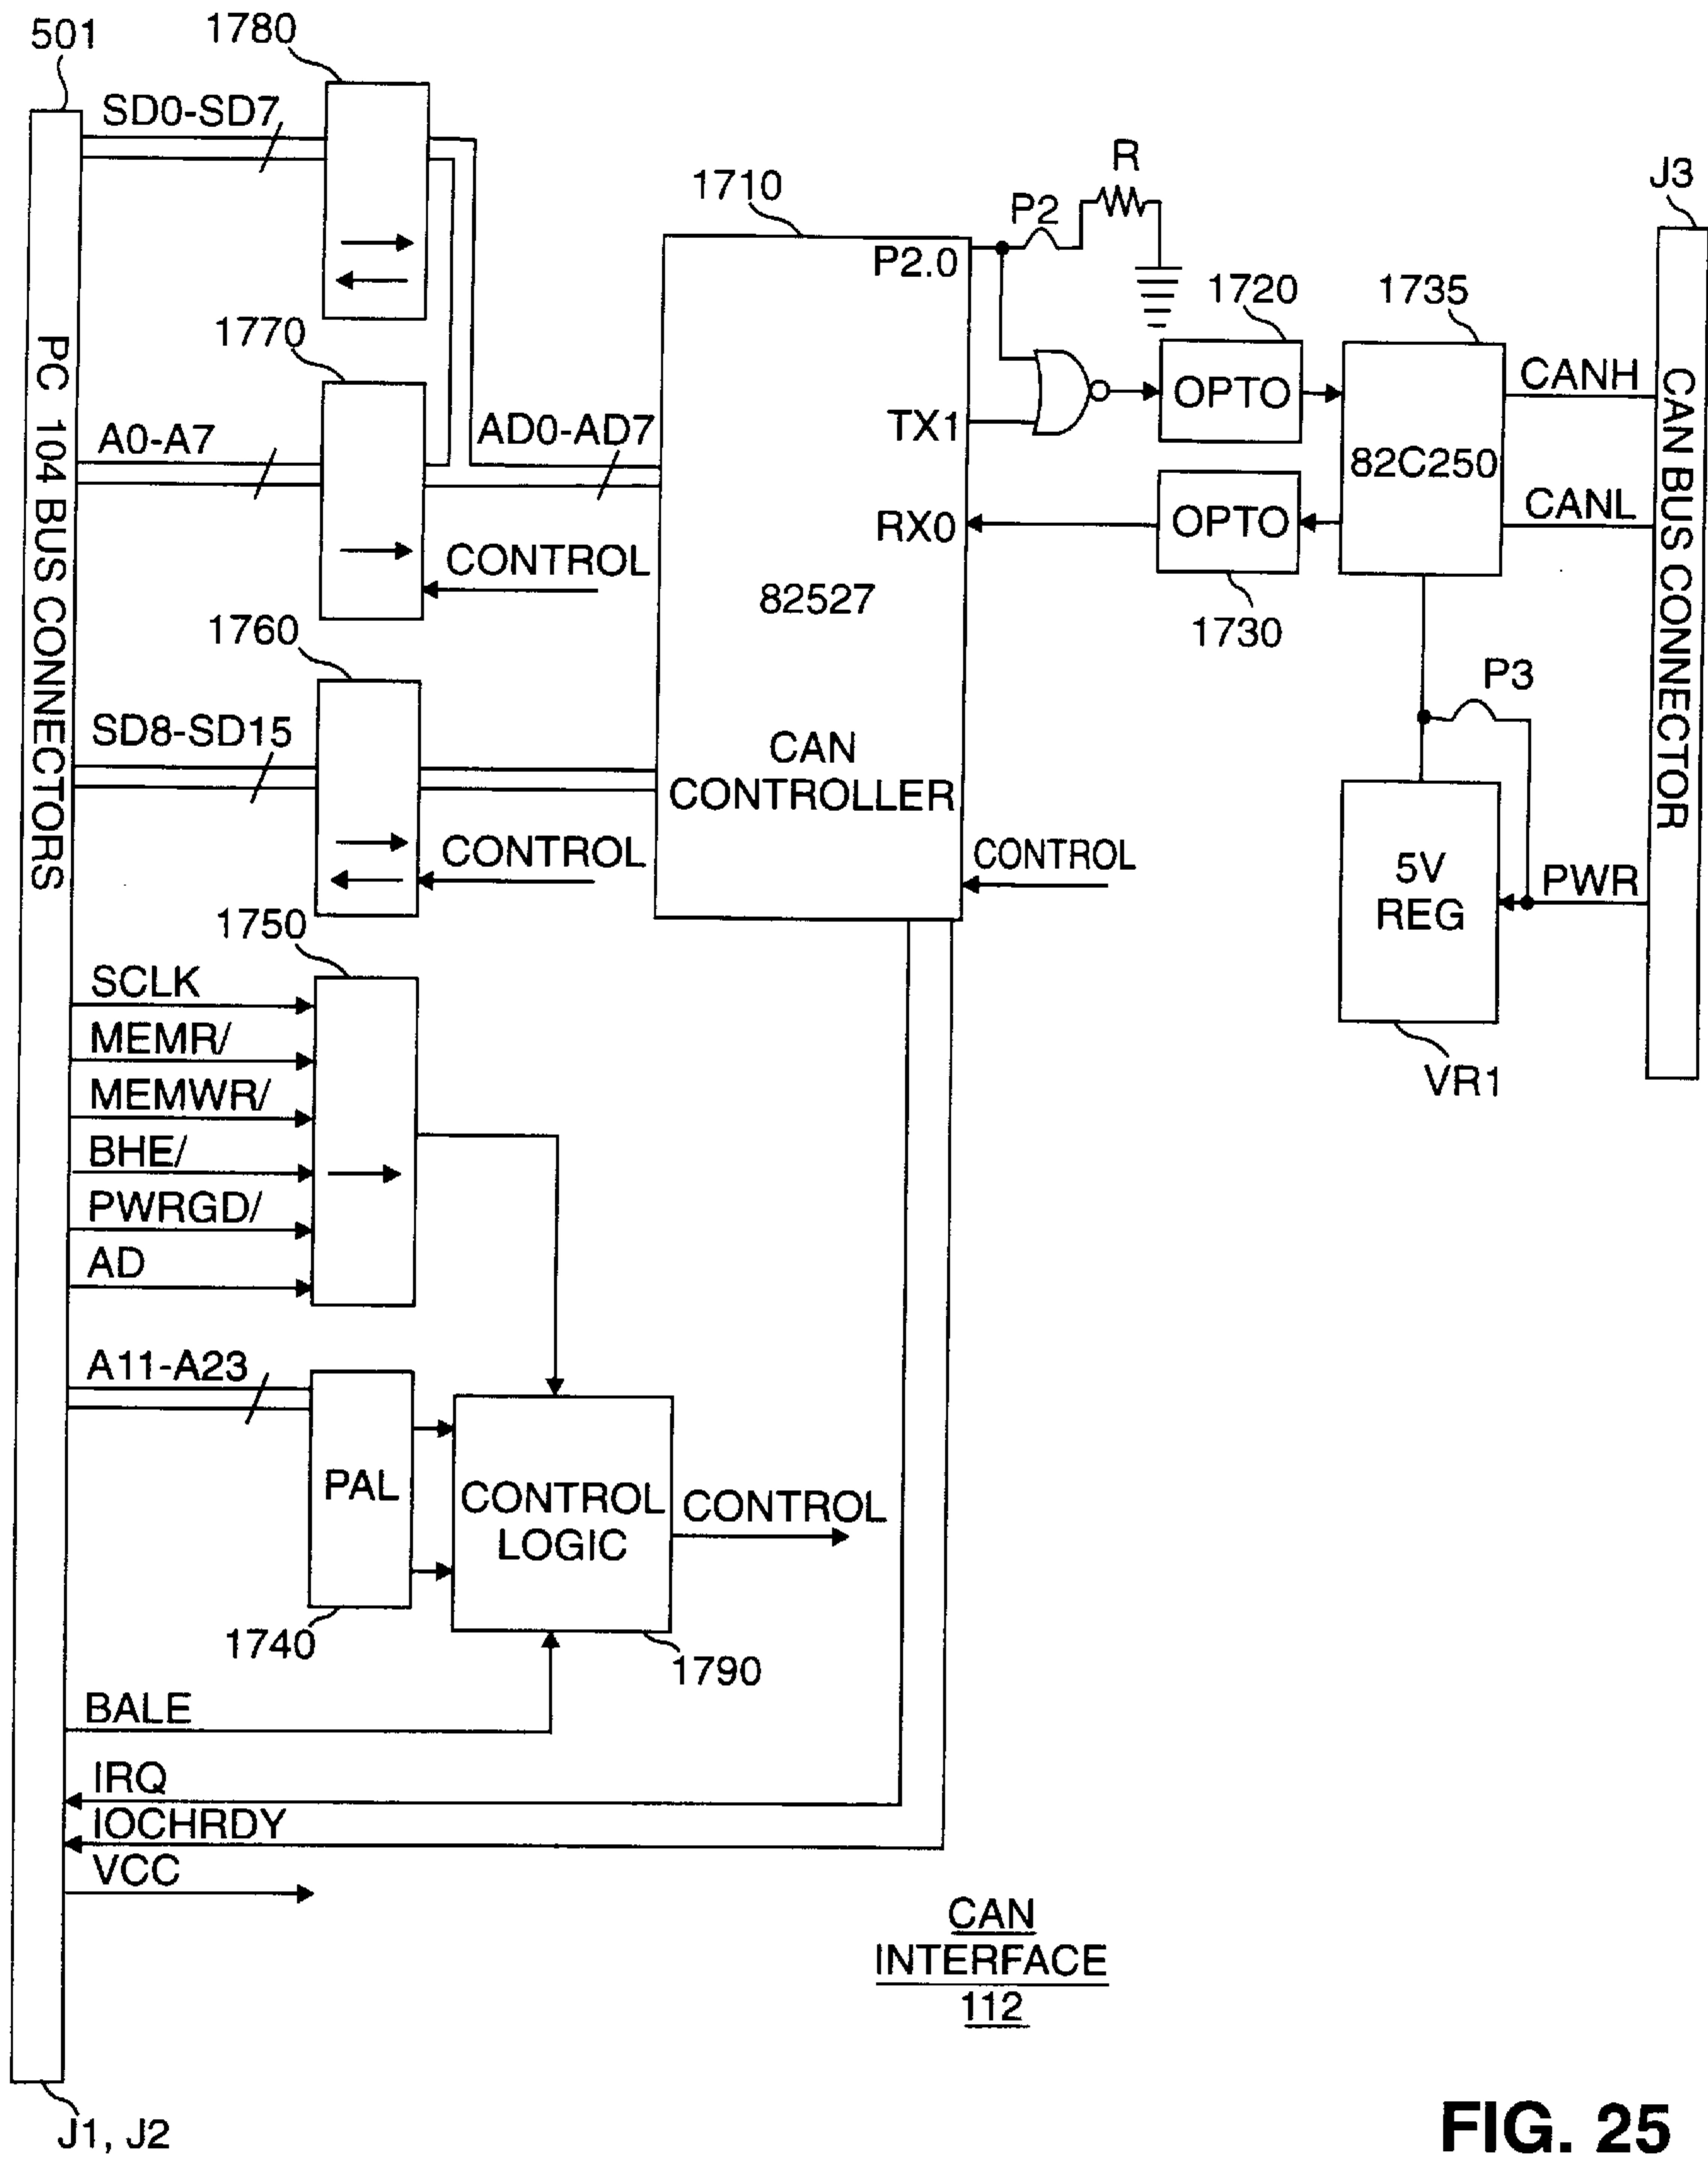 501
1780
SD0-SD7
1710
P2.0
P2
R
J3
1770
1720
1735
PC 104 BUS CONNECTORS
A0-A7
AD0-AD7
TX1
OPTO
CANH
CAN BUS CONNECTOR
82C250
RX0
OPTO
CANL
CONTROL
82527
1730
1760
P3
SD8-SD15
CAN
CONTROLLER
CONTROL
CONTROL
5V
REG
PWR
1750
SCLK
MEMR/
VR1
MEMWR/
BHE/
PWRGD/
AD
A11-A23
PAL
CONTROL
LOGIC
CONTROL
1740
1790
BALE
IRQ
IOCHRDY
VCC
CAN
INTERFACE
112
J1, J2
FIG. 25